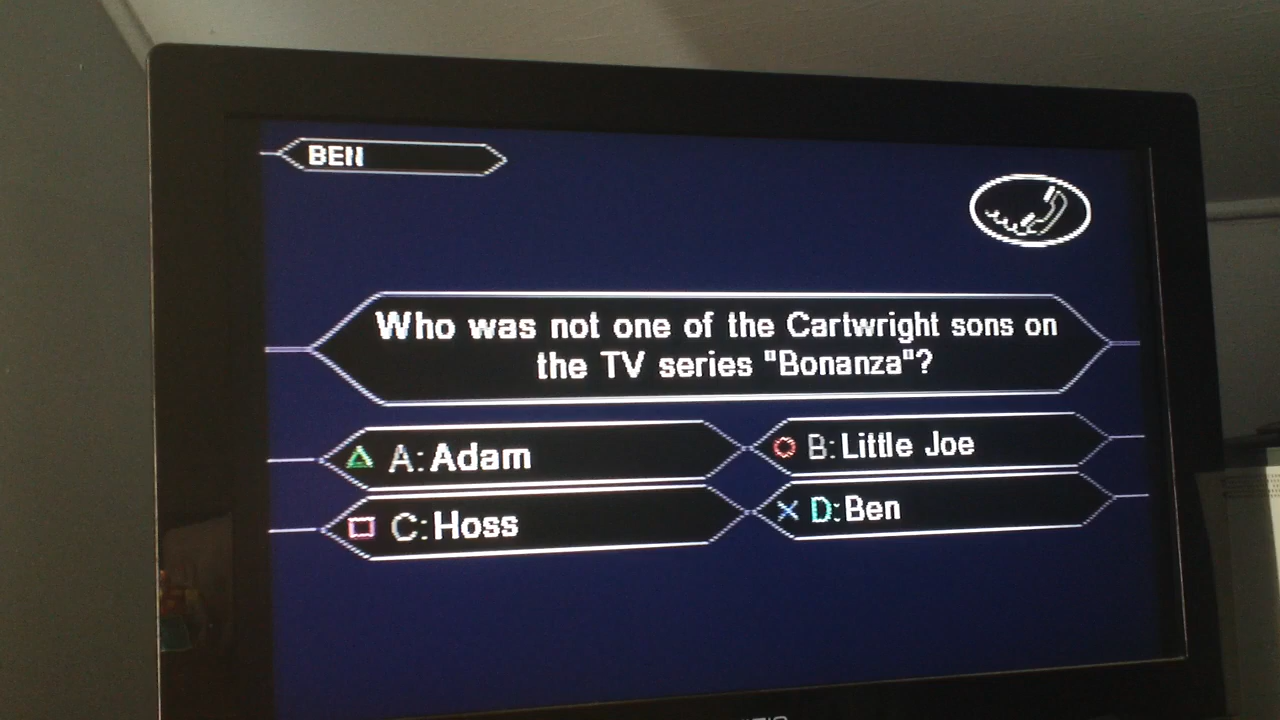 BEN
Who was not one of the Cartwright sons on
the TV series "Bonanza"?
A: Adam
B: Little Joe
C: Hoss
D: Ben